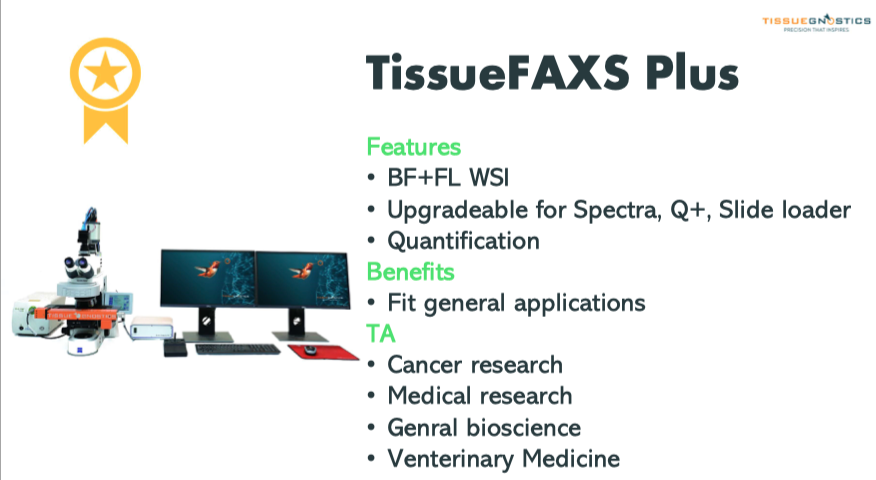 TISSUEGNOSTICS
PRECISION THAT INSPIRES
TissueFAXS Plus
Features
• BF+FL WSI
• Upgradeable for Spectra, Q+, Slide loader
• Quantification
Benefits
• Fit general applications
TA
• Cancer research
• Medical research
• Genral bioscience
• Venterinary Medicine
TISSUEGNOSTICS